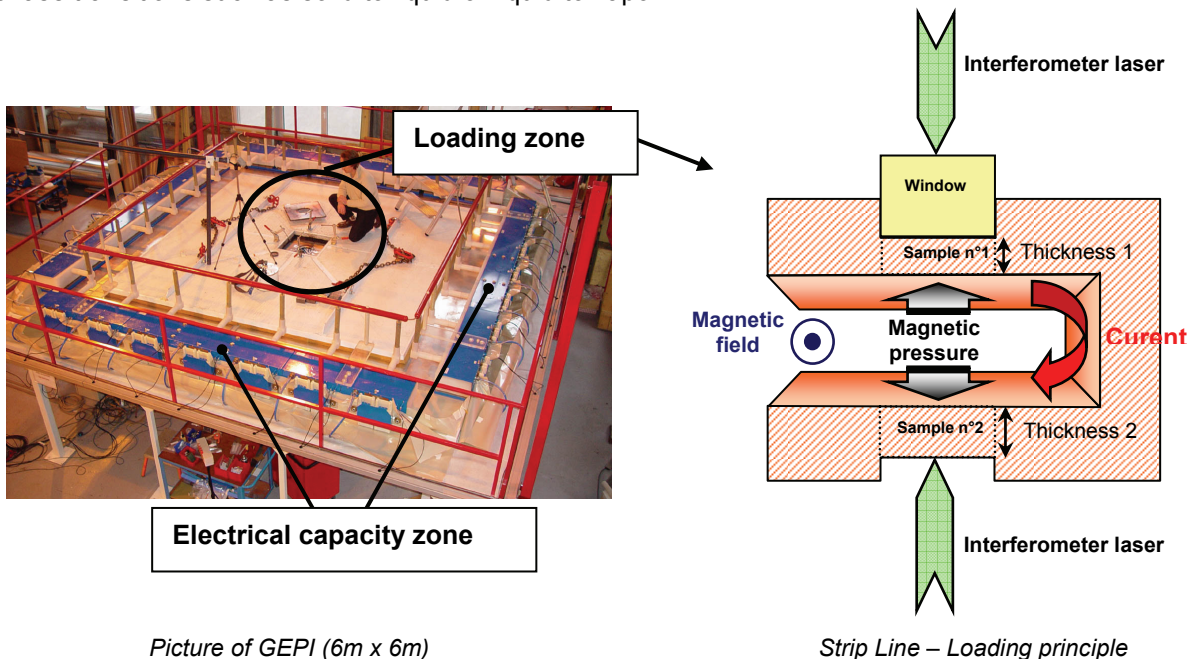 Interferometer laser
Loading zone
Window
Sample n°1
Thickness 1
Magnetic
field
Magnetic
pressure
Curent
Sample n°2
Thickness 2
Electrical capacity zone
Interferometer laser
Picture of GEPI (6m x 6m)
Strip Line – Loading principle